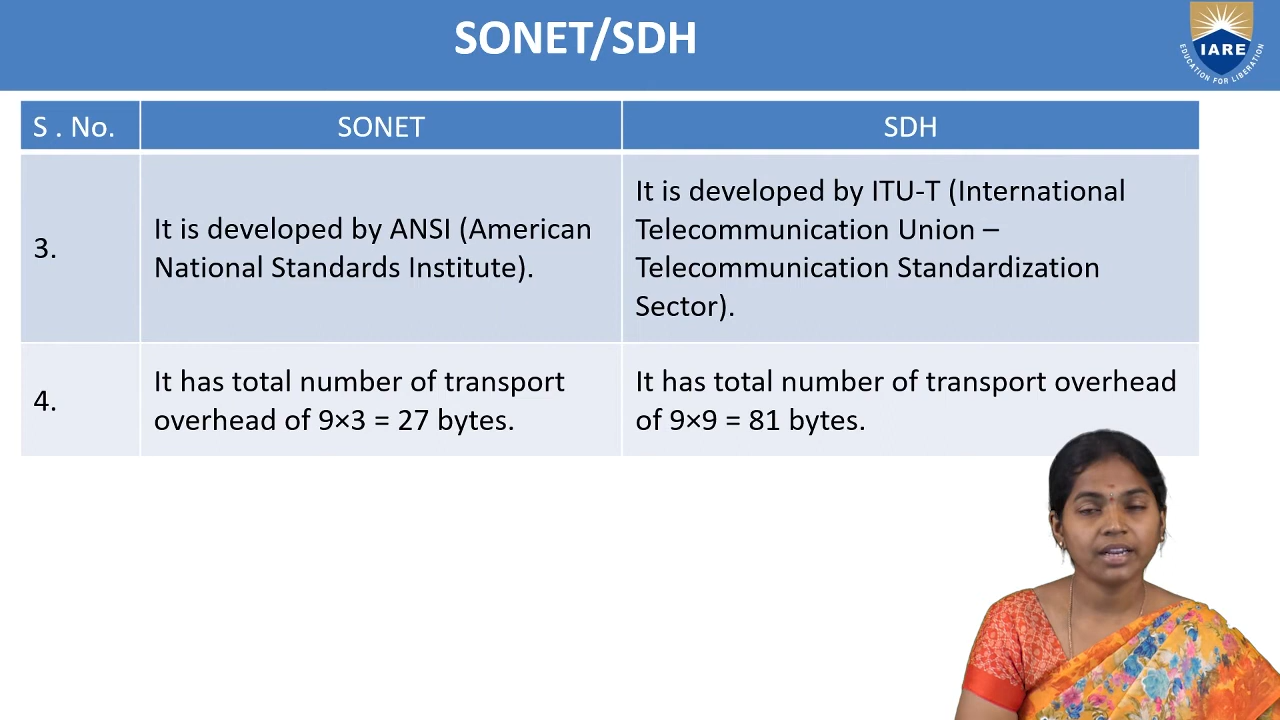 SONET/SDH
IARE
EDUCATION FOR LIBERATION
S . No.
SONET
SDH
3.
It is developed by ANSI (American
National Standards Institute).
It is developed by ITU-T (International
Telecommunication Union –
Telecommunication Standardization
Sector).
4.
It has total number of transport
overhead of 9×3 = 27 bytes.
It has total number of transport overhead
of 9×9 = 81 bytes.